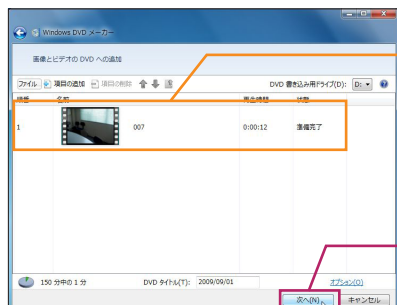 Windows DVD メーカー
画像とビデオの DVD への追加
ファイル 項目の追加 項目の削除 DVD 書き込み用ドライブ(D): D:
順番 名前 再生時間 状態
1 007 0:00:12 準備完了
150 分中の 1 分 DVD タイトル(T): 2009/09/01 オプション(O)
次へ(N) キャンセル